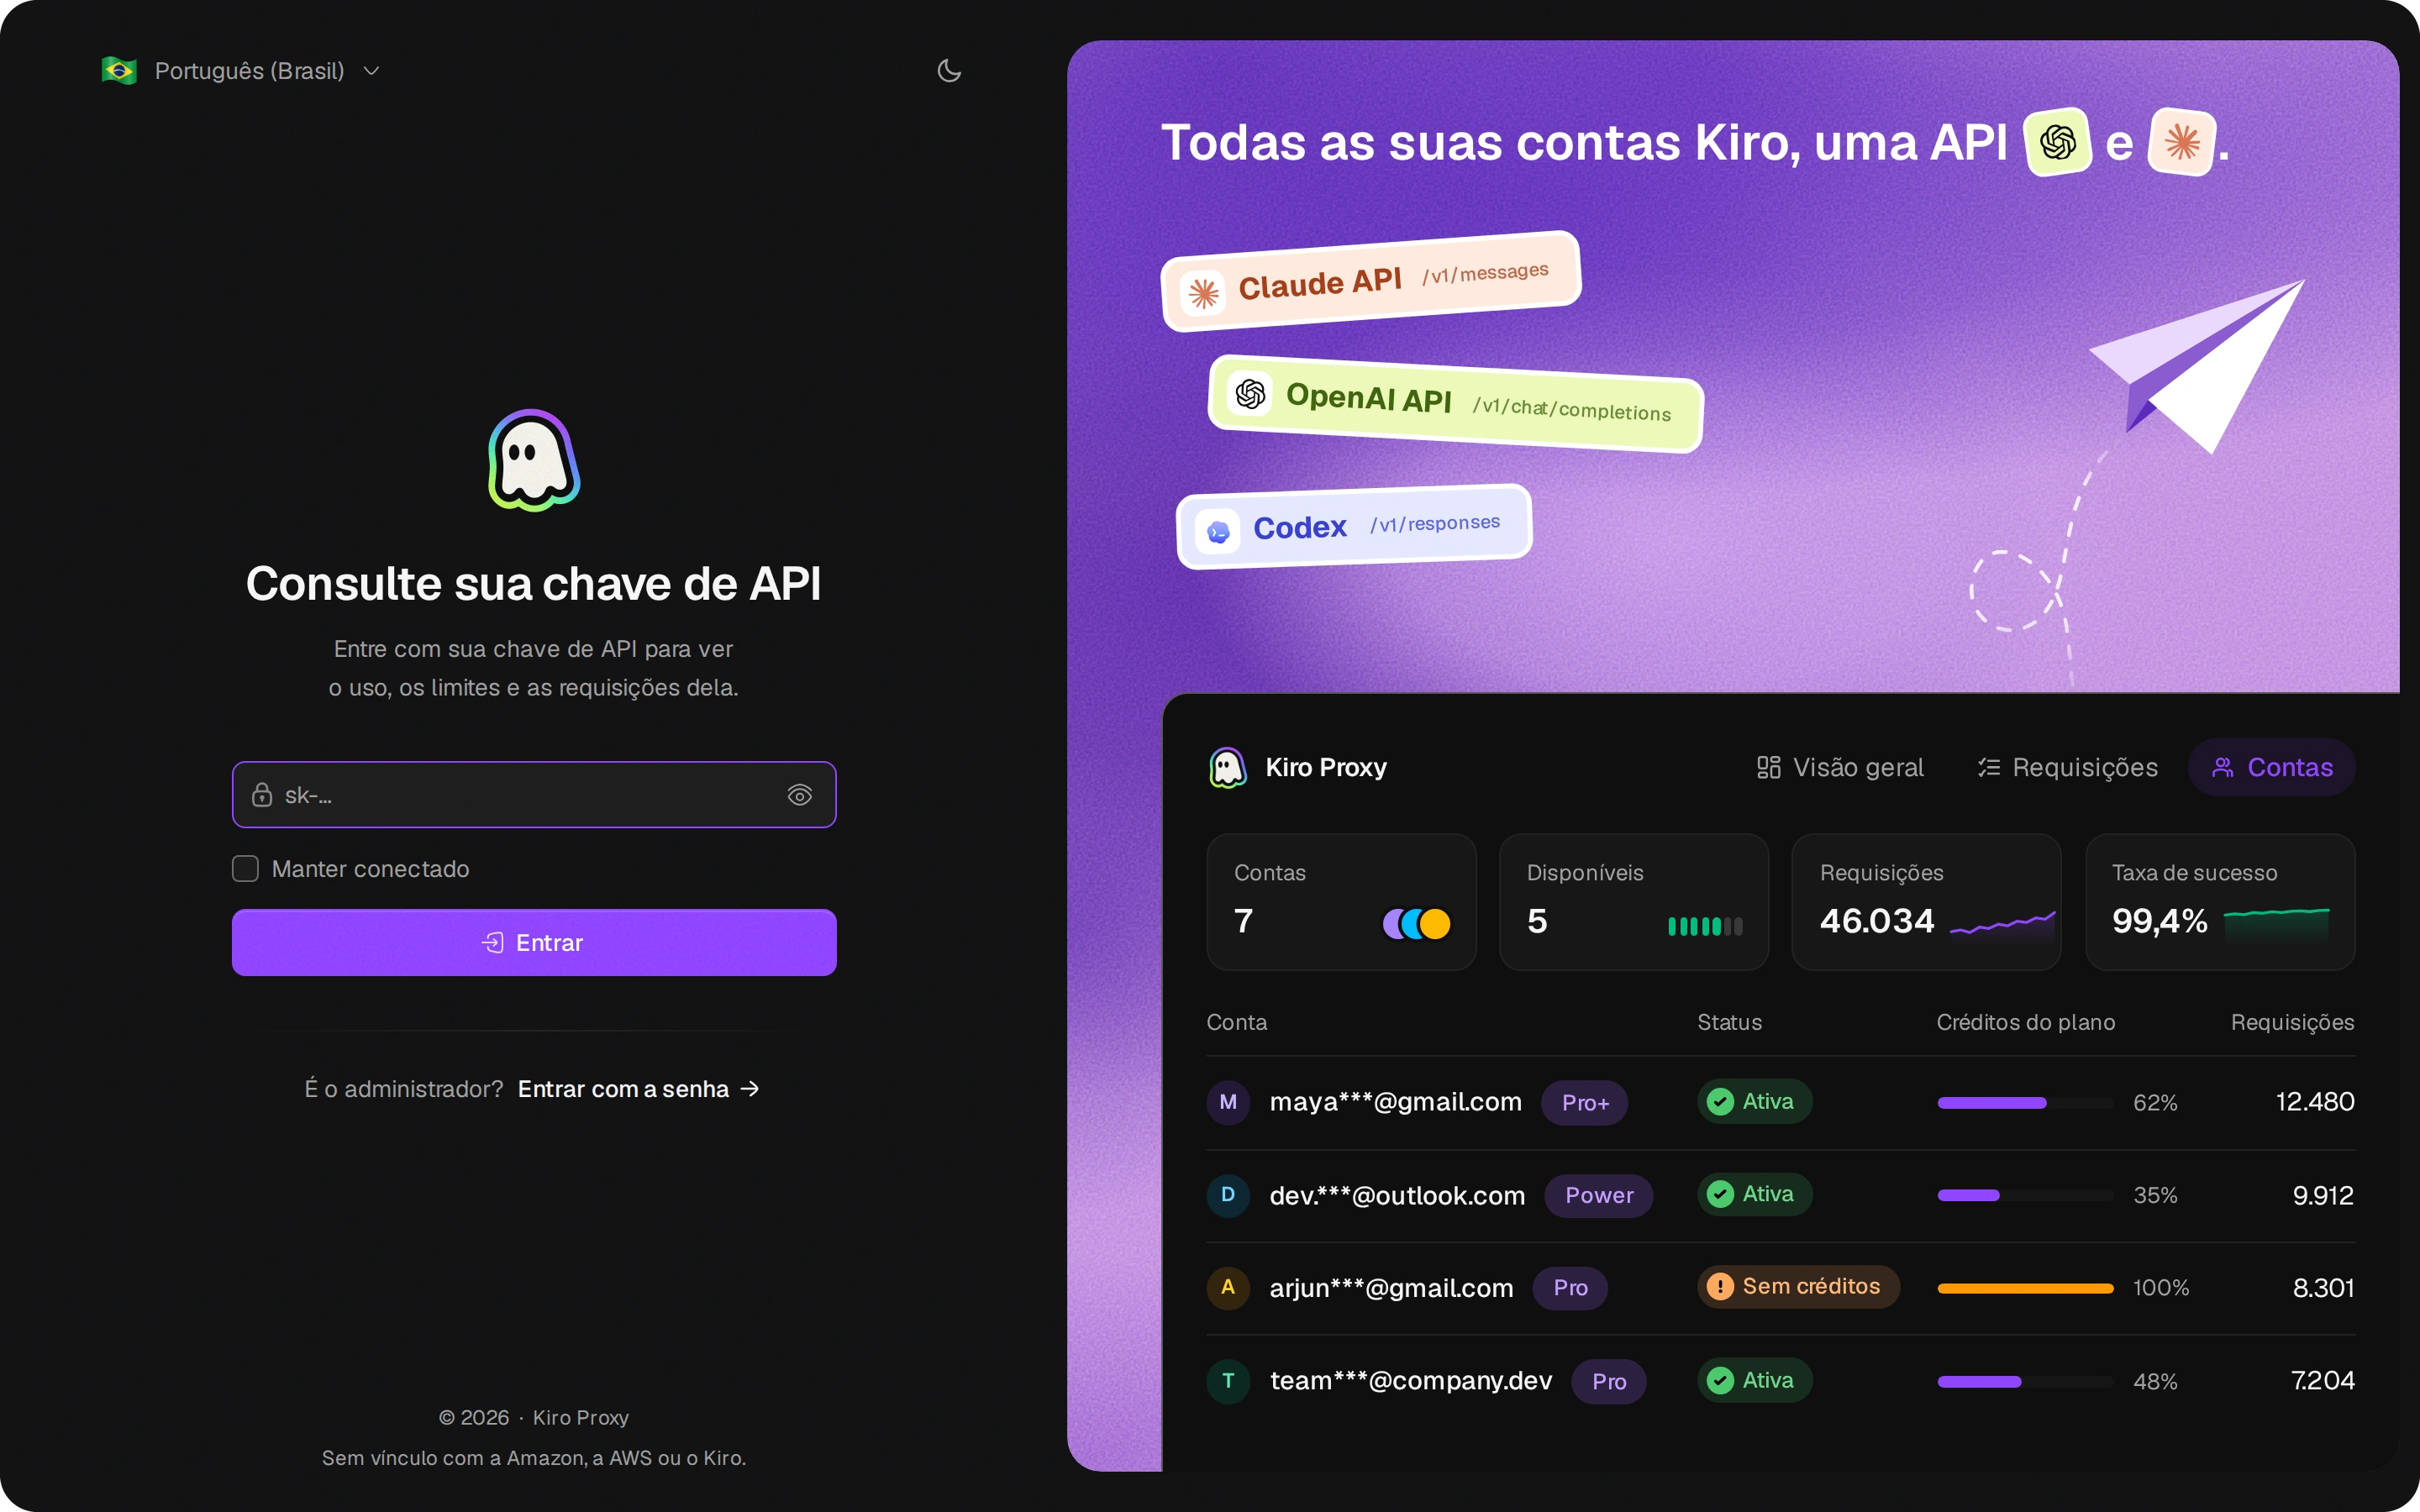 Português (Brasil)
Consulte sua chave de API
Entre com sua chave de API para ver
o uso, os limites e as requisições dela.
sk-...
Manter conectado
Entrar
É o administrador? Entrar com a senha →
© 2026 · Kiro Proxy
Sem vínculo com a Amazon, a AWS ou o Kiro.
Todas as suas contas Kiro, uma API e .
Claude API /v1/messages
OpenAI API /v1/chat/completions
Codex /v1/responses
Kiro Proxy Visão geral Requisições Contas
Contas Disponíveis Requisições Taxa de sucesso
7 5 46.034 99,4%
Conta Status Créditos do plano Requisições
M maya***@gmail.com Pro+ Ativa 62% 12.480
D dev.***@outlook.com Power Ativa 35% 9.912
A arjun***@gmail.com Pro Sem créditos 100% 8.301
T team***@company.dev Pro Ativa 48% 7.204